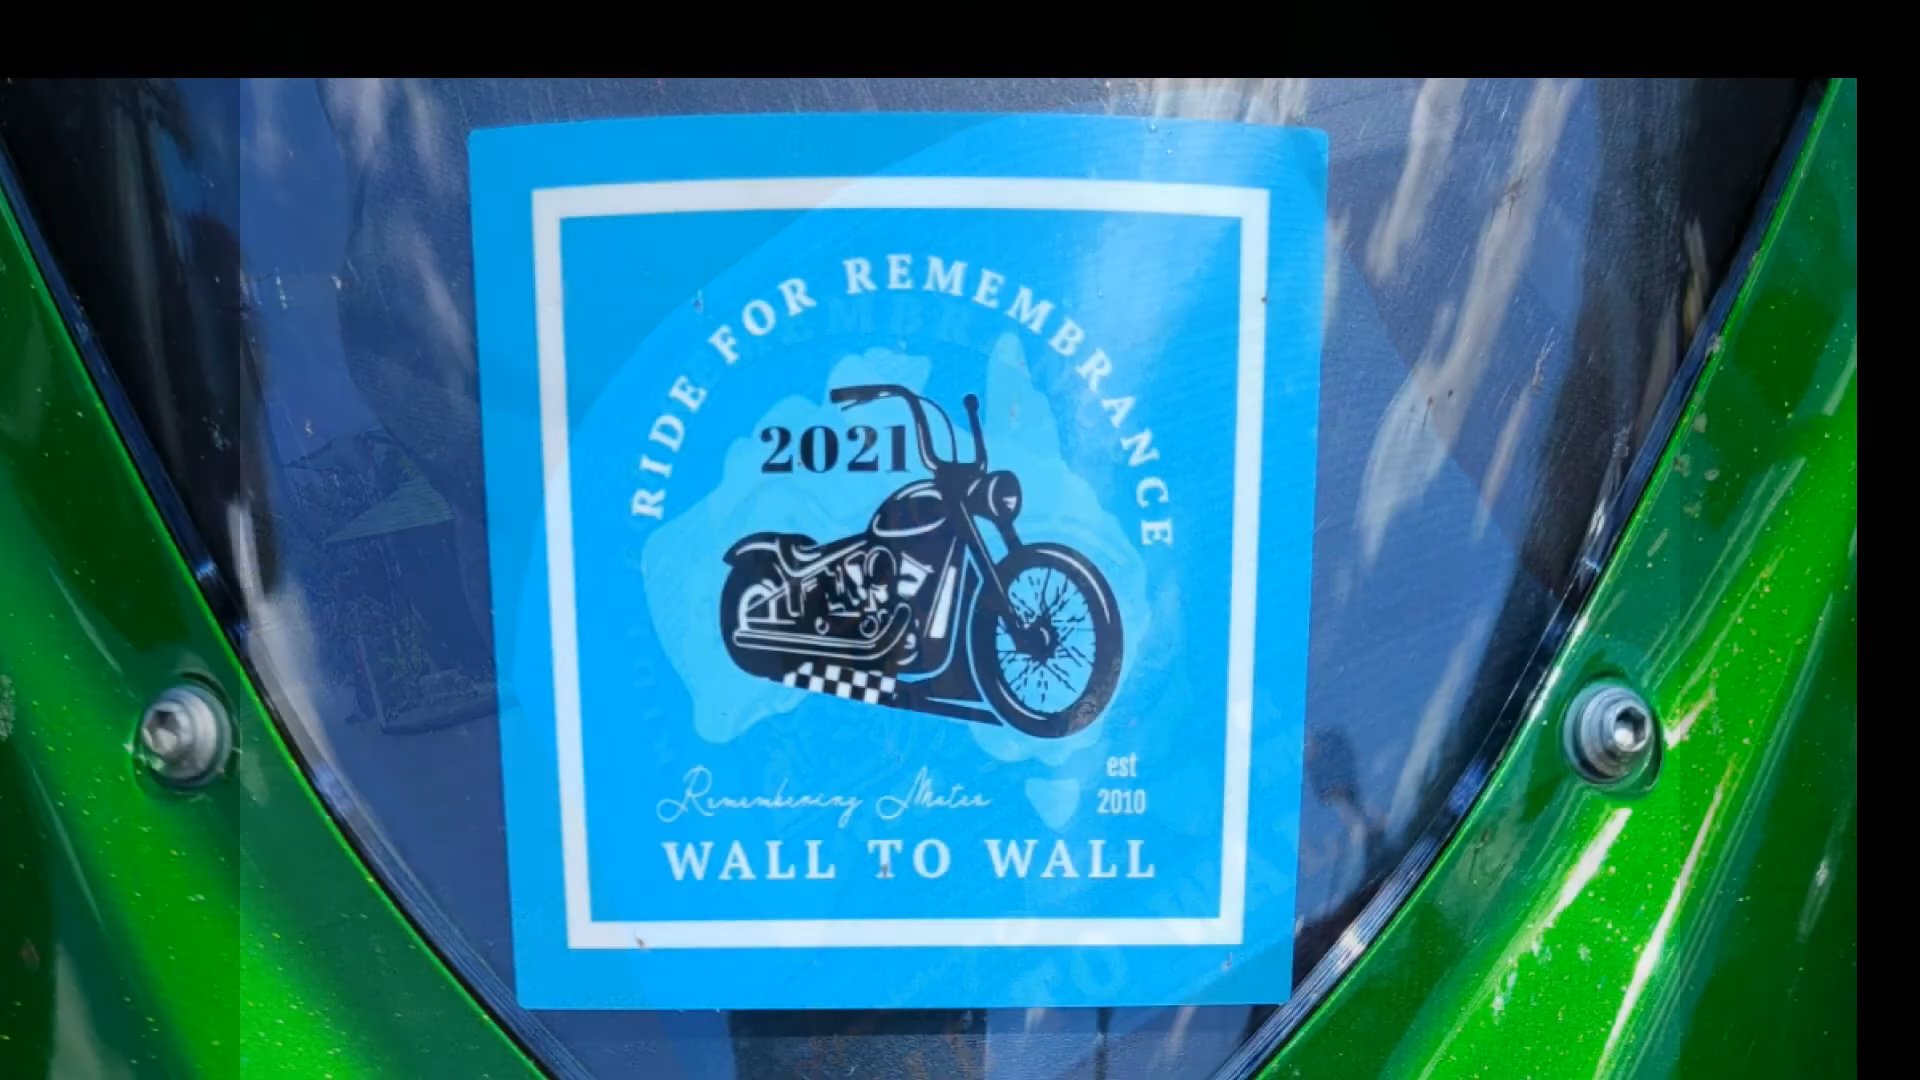 RIDE FOR REMEMBRANCE
2021
Remembering Mates
est
2010
WALL TO WALL